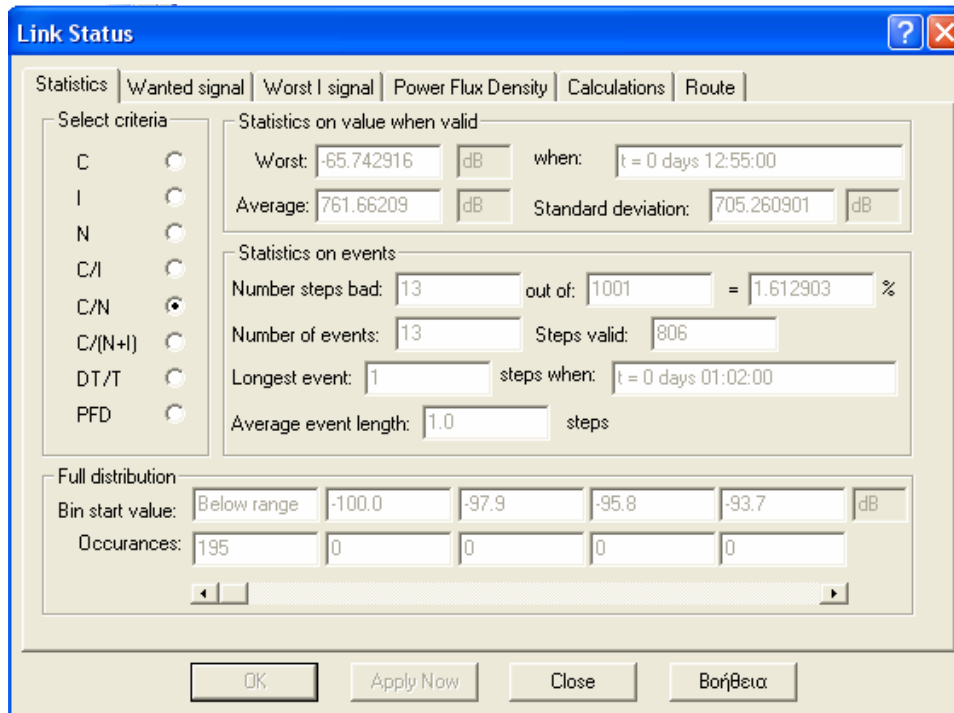 Link Status
Statistics Wanted signal Worst I signal Power Flux Density Calculations Route
Select criteria
C
I
N
C/I
C/N
C/(N+I)
DT/T
PFD
Statistics on value when valid
Worst: -65.742916 dB when: t = 0 days 12:55:00
Average: 761.66209 dB Standard deviation: 705.260901 dB
Statistics on events
Number steps bad: 13 out of: 1001 = 1.612903 %
Number of events: 13 Steps valid: 806
Longest event: 1 steps when: t = 0 days 01:02:00
Average event length: 1.0 steps
Full distribution
Bin start value: Below range -100.0 -97.9 -95.8 -93.7 dB
Occurances: 195 0 0 0 0
OK Apply Now Close Βοήθεια